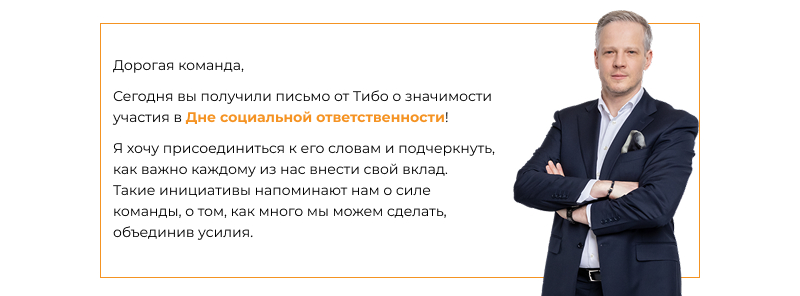 Дорогая команда,
Сегодня вы получили письмо от Тибо о значимости
участия в Дне социальной ответственности!
Я хочу присоединиться к его словам и подчеркнуть,
как важно каждому из нас внести свой вклад.
Такие инициативы напоминают нам о силе
команды, о том, как много мы можем сделать,
объединив усилия.